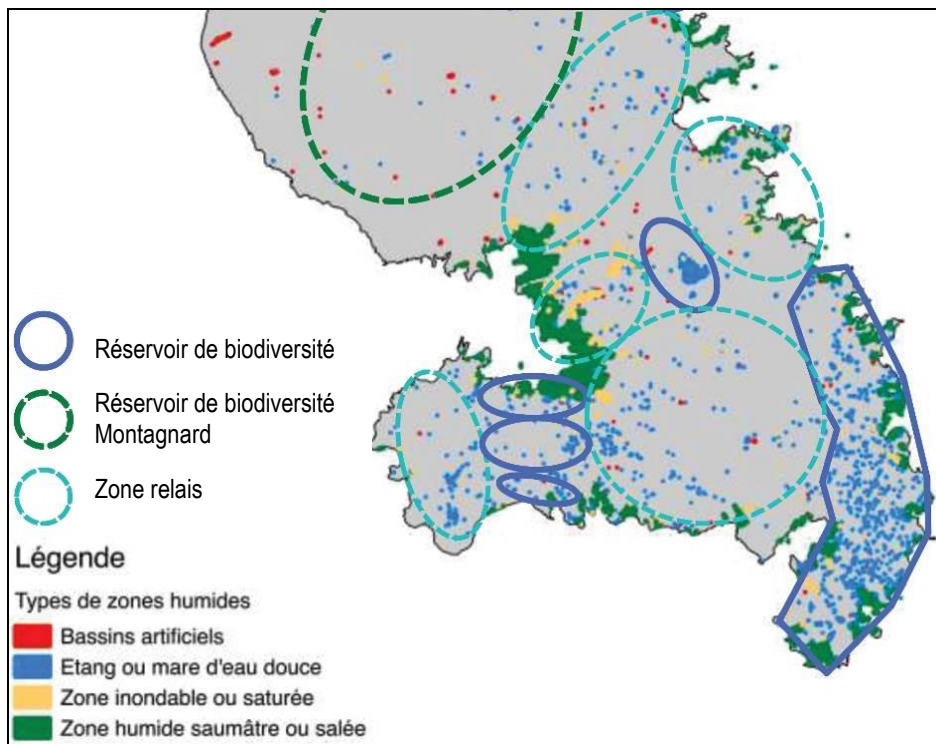 Réservoir de biodiversité
Réservoir de biodiversité
Montagnard
Zone relais
Légende
Types de zones humides
Bassins artificiels
Etang ou mare d'eau douce
Zone inondable ou saturée
Zone humide saumâtre ou salée